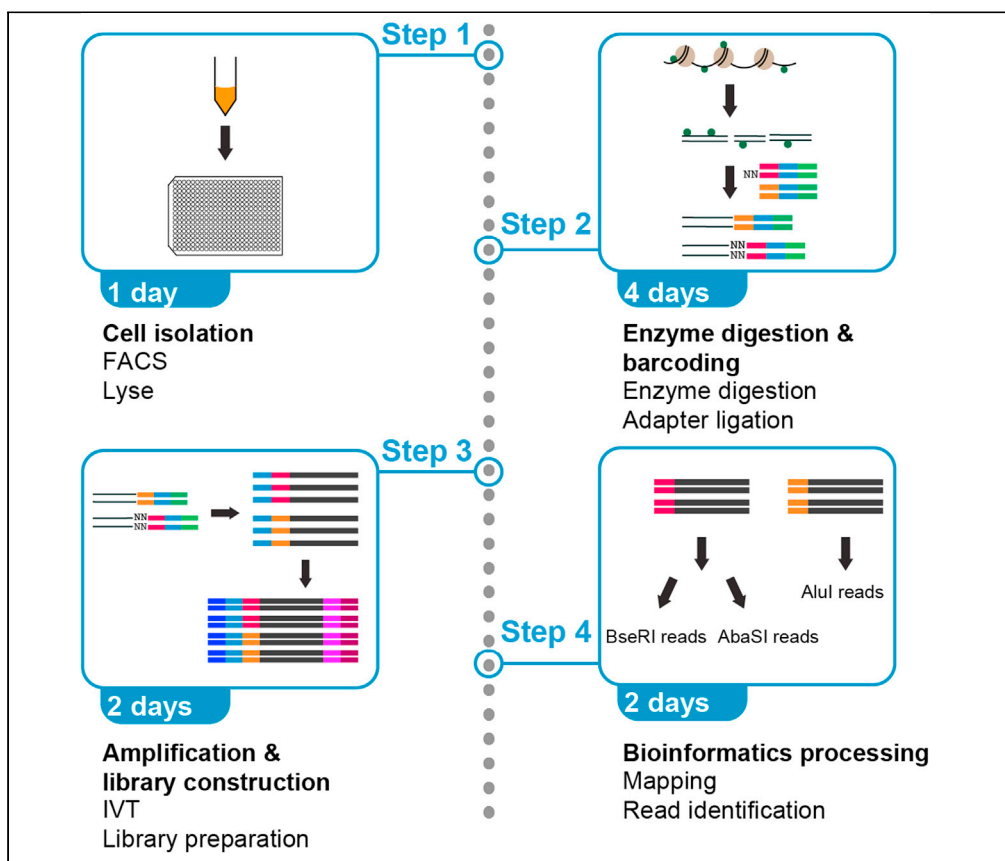 Step 1
1 day
Cell isolation
FACS
Lyse
NN
Step 2
NN
NN
4 days
Enzyme digestion &
barcoding
Enzyme digestion
Adapter ligation
Step 3
NN
NN
2 days
Amplification &
library construction
IVT
Library preparation
Step 4
AluI reads
BseRI reads AbaSI reads
2 days
Bioinformatics processing
Mapping
Read identification